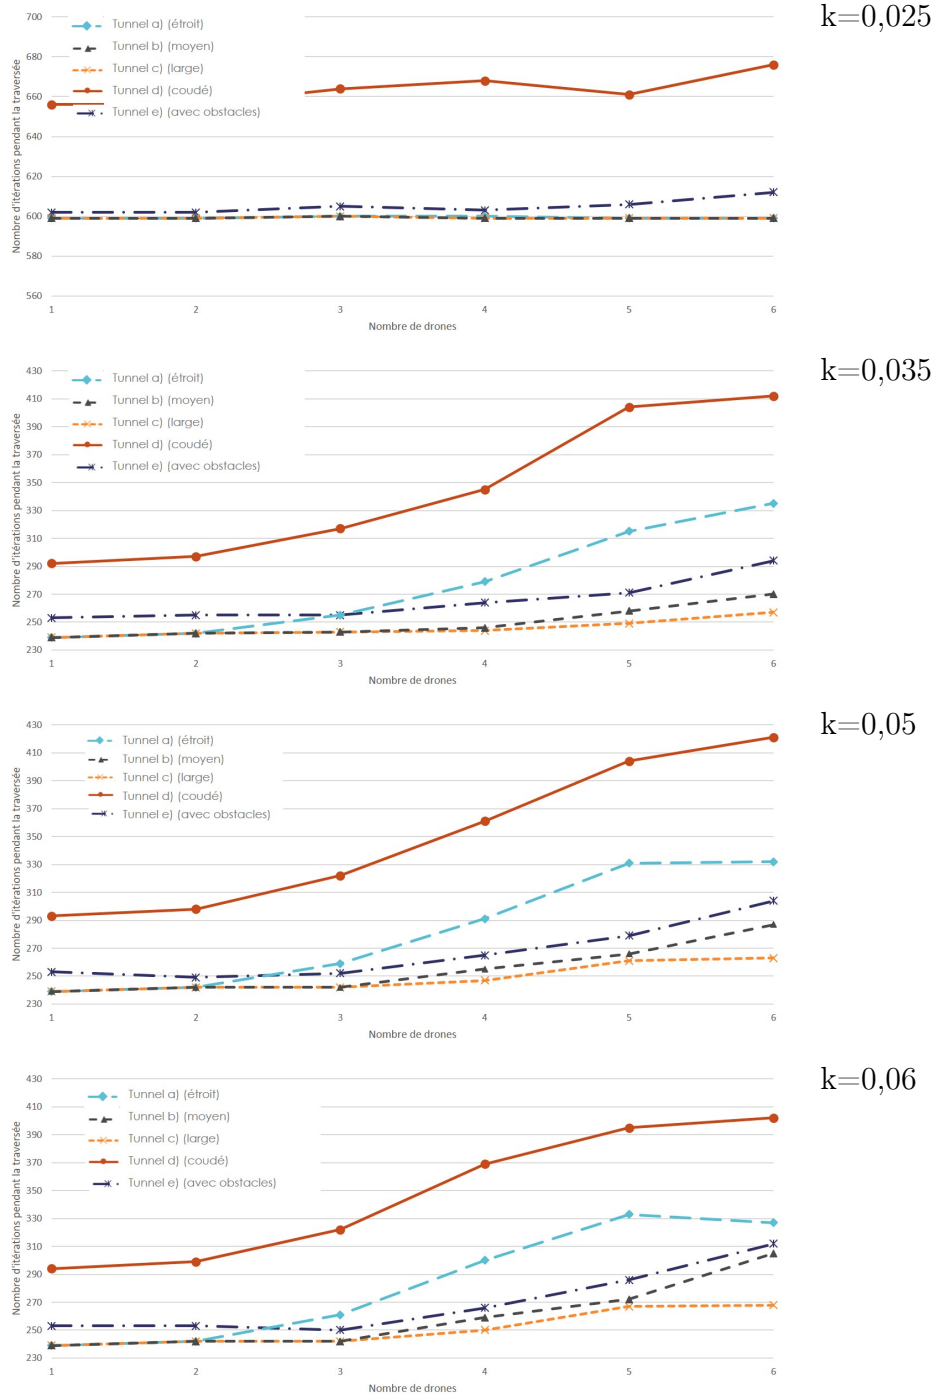 k=0,025
Nombre d'itérations pendant la traversée
700
680
660
640
620
600
580
560
Tunnel a) (étroit)
Tunnel b) (moyen)
Tunnel c) (large)
Tunnel d) (coudé)
Tunnel e) (avec obstacles)
1 2 3 4 5 6
Nombre de drones
k=0,035
Nombre d'itérations pendant la traversée
430
410
390
370
350
330
310
290
270
250
230
Tunnel a) (étroit)
Tunnel b) (moyen)
Tunnel c) (large)
Tunnel d) (coudé)
Tunnel e) (avec obstacles)
1 2 3 4 5 6
Nombre de drones
k=0,05
Nombre d'itérations pendant la traversée
430
410
390
370
350
330
310
290
270
250
230
Tunnel a) (étroit)
Tunnel b) (moyen)
Tunnel c) (large)
Tunnel d) (coudé)
Tunnel e) (avec obstacles)
1 2 3 4 5 6
Nombre de drones
k=0,06
Nombre d'itérations pendant la traversée
430
410
390
370
350
330
310
290
270
250
230
Tunnel a) (étroit)
Tunnel b) (moyen)
Tunnel c) (large)
Tunnel d) (coudé)
Tunnel e) (avec obstacles)
1 2 3 4 5 6
Nombre de drones